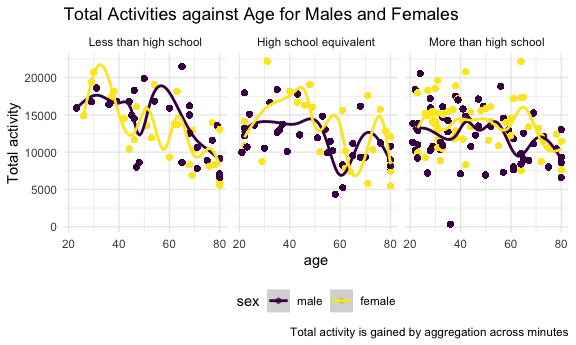 Total Activities against Age for Males and Females
Less than high school
High school equivalent
More than high school
Total activity
20000
15000
10000
5000
0
20 40 60 80
20 40 60 80
20 40 60 80
age
sex male female
Total activity is gained by aggregation across minutes